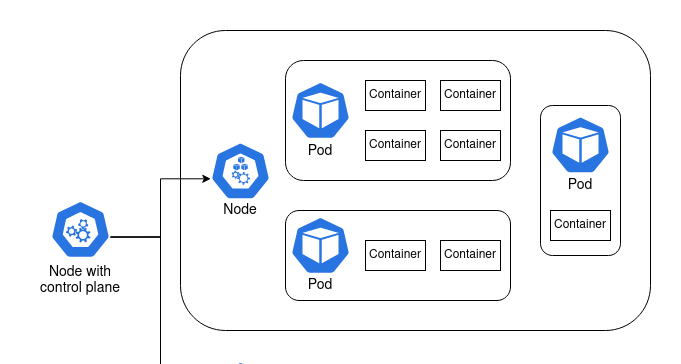 Container
Container
Container
Container
Pod
Pod
Container
Node
Container
Container
Pod
Node with
control plane